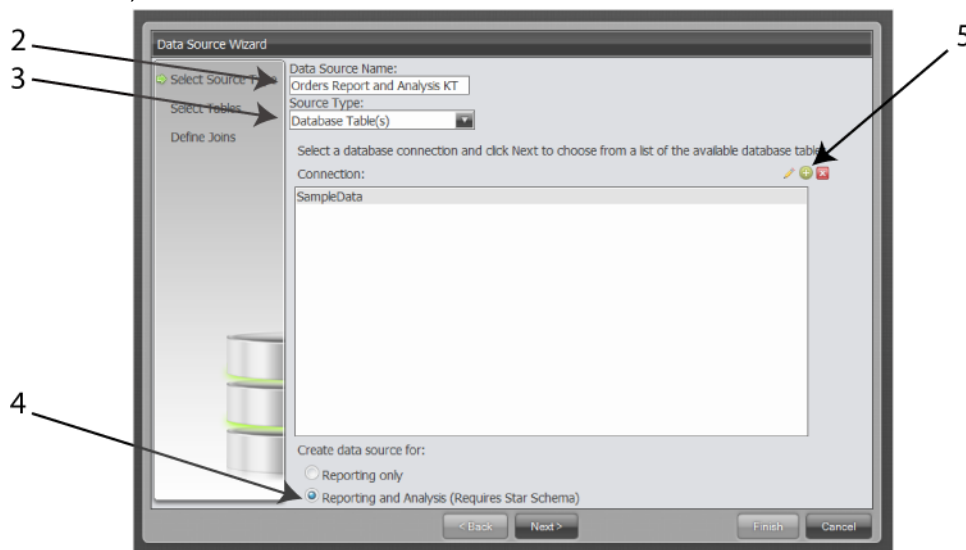 2
3
4
5
Data Source Wizard
Select Source
Select Tables
Define Joins
Data Source Name:
Orders Report and Analysis KT
Source Type:
Database Table(s)
Select a database connection and click Next to choose from a list of the available database
Connection:
SampleData
Create data source for:
Reporting only
Reporting and Analysis (Requires Star Schema)
< Back
Next >
Finish
Cancel